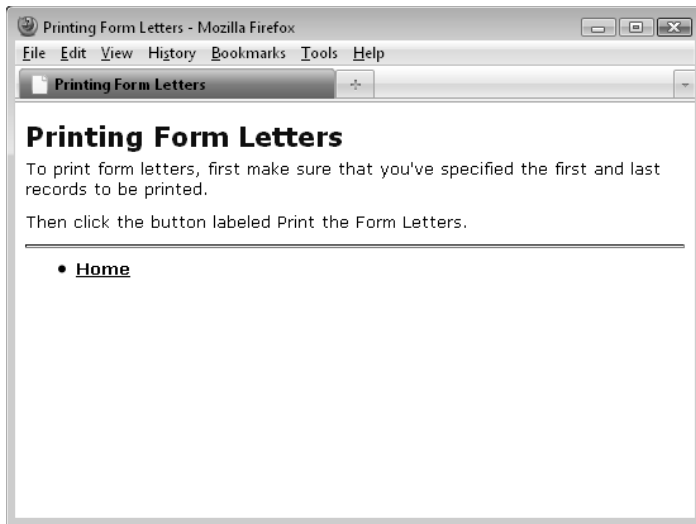 Printing Form Letters - Mozilla Firefox
File Edit View History Bookmarks Tools Help
Printing Form Letters
Printing Form Letters
To print form letters, first make sure that you've specified the first and last
records to be printed.
Then click the button labeled Print the Form Letters.
Home